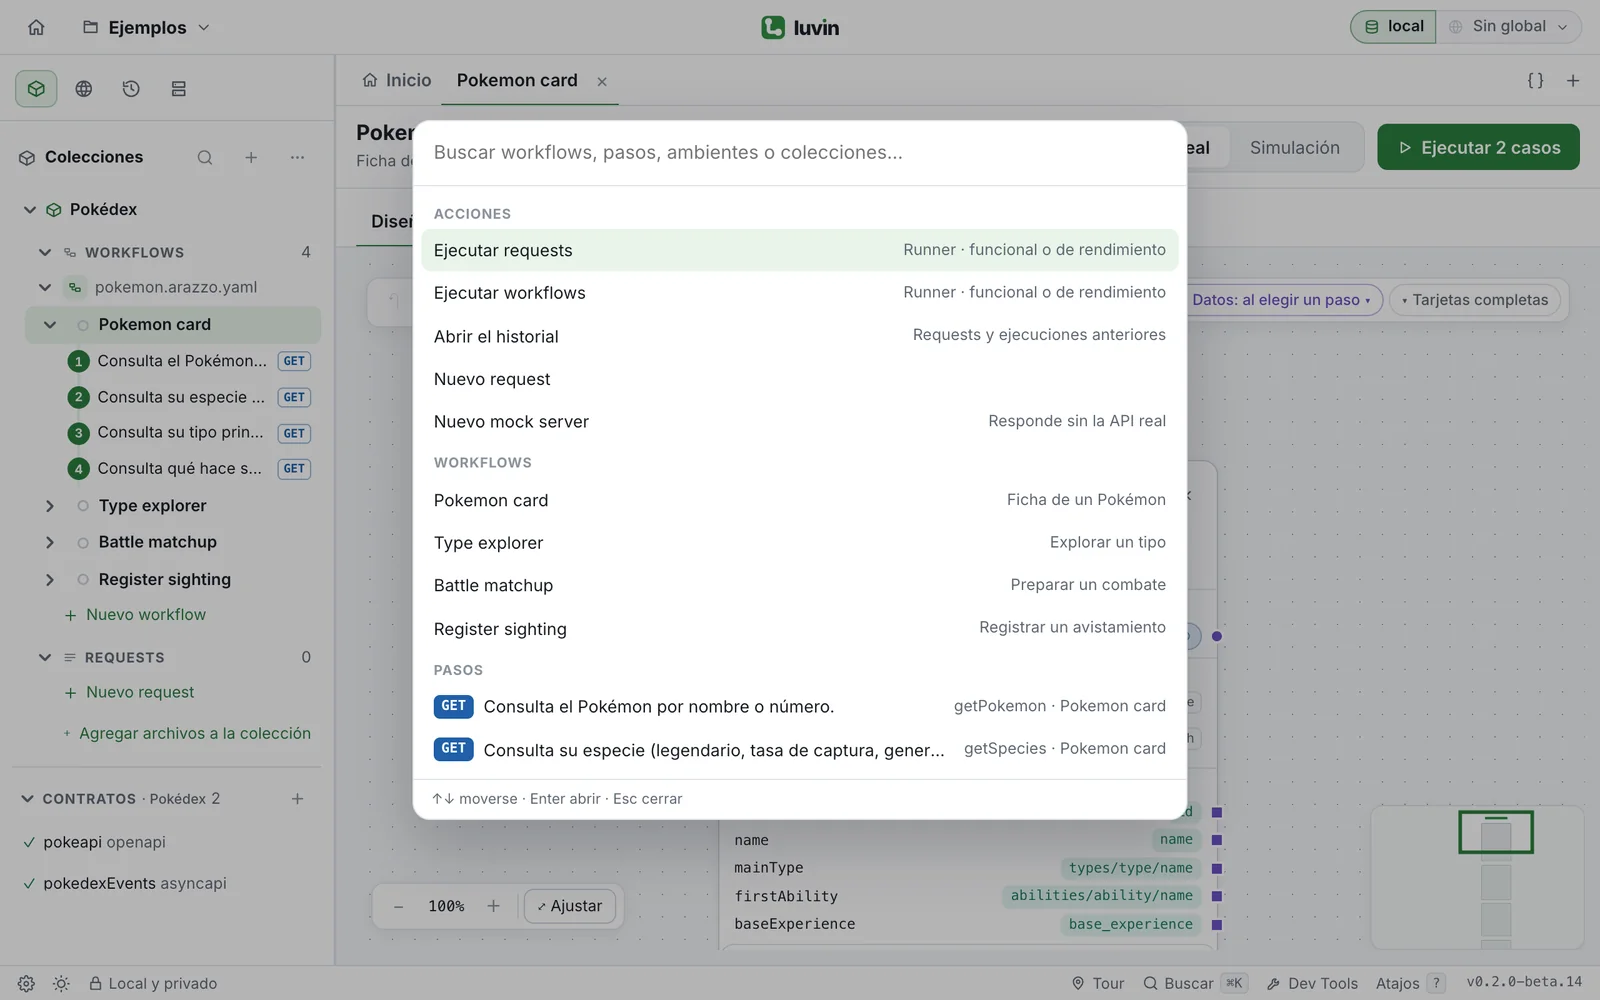 Ejemplos
luvin
local
Sin global
Inicio
Pokemon card
{}
Colecciones
Pokédex
WORKFLOWS 4
pokemon.arazzo.yaml
Pokemon card
1 Consulta el Pokémon... GET
2 Consulta su especie ... GET
3 Consulta su tipo prin... GET
4 Consulta qué hace s... GET
Type explorer
Battle matchup
Register sighting
+ Nuevo workflow
REQUESTS 0
+ Nuevo request
+ Agregar archivos a la colección
CONTRATOS · Pokédex 2
pokeapi openapi
pokedexEvents asyncapi
Simulación
Ejecutar 2 casos
Datos: al elegir un paso
Tarjetas completas
Buscar workflows, pasos, ambientes o colecciones...
ACCIONES
Ejecutar requests Runner · funcional o de rendimiento
Ejecutar workflows Runner · funcional o de rendimiento
Abrir el historial Requests y ejecuciones anteriores
Nuevo request
Nuevo mock server Responde sin la API real
WORKFLOWS
Pokemon card Ficha de un Pokémon
Type explorer Explorar un tipo
Battle matchup Preparar un combate
Register sighting Registrar un avistamiento
PASOS
GET Consulta el Pokémon por nombre o número. getPokemon · Pokemon card
GET Consulta su especie (legendario, tasa de captura, gener... getSpecies · Pokemon card
↑↓ moverse · Enter abrir · Esc cerrar
name name
mainType types/type/name
firstAbility abilities/ability/name
baseExperience base_experience
− 100% + Ajustar
Local y privado
Tour
Buscar ⌘K
Dev Tools
Atajos ?
v0.2.0-beta.14